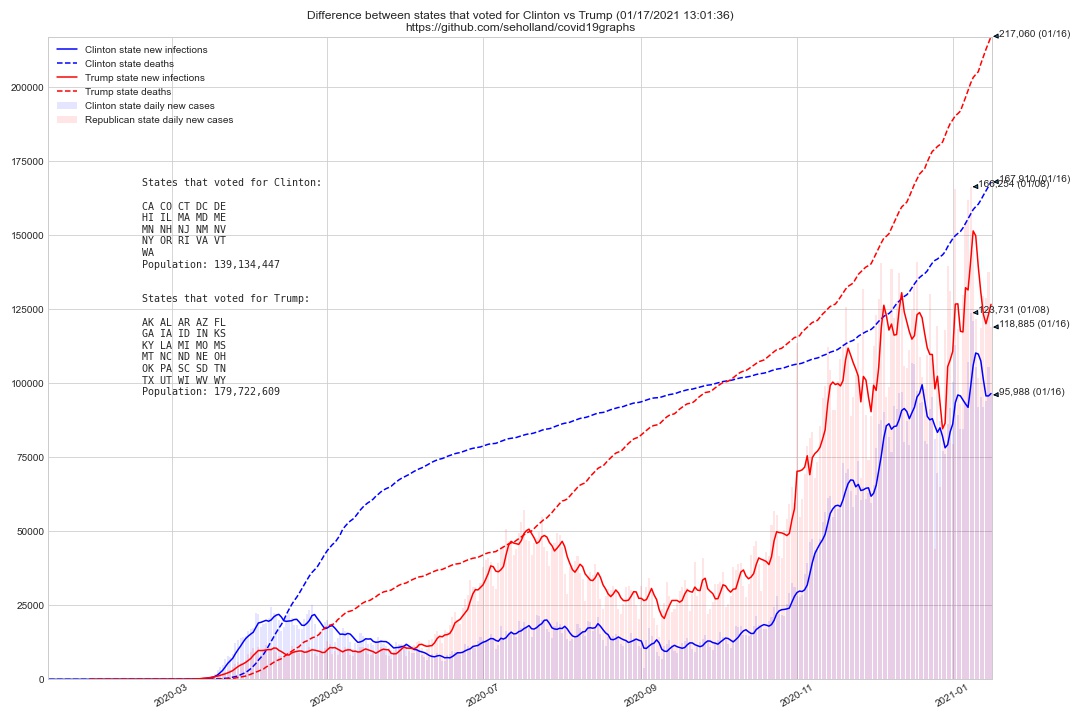 Difference between states that voted for Clinton vs Trump (01/17/2021 13:01:36)
https://github.com/seholland/covid19graphs
Clinton state new infections
Clinton state deaths
Trump state new infections
Trump state deaths
Clinton state daily new cases
Republican state daily new cases
States that voted for Clinton:
CA CO CT DC DE
HI IL MA MD ME
MN NH NJ NM NV
NY OR RI VA VT
WA
Population: 139,134,447
States that voted for Trump:
AK AL AR AZ FL
GA IA ID IN KS
KY LA MI MO MS
MT NC ND NE OH
OK PA SC SD TN
TX UT WI WV WY
Population: 179,722,609
217,060 (01/16)
167,910 (01/16)
166,254 (01/08)
123,731 (01/08)
118,885 (01/16)
95,988 (01/16)
200000
175000
150000
125000
100000
75000
50000
25000
0
2020-03
2020-05
2020-07
2020-09
2020-11
2021-01